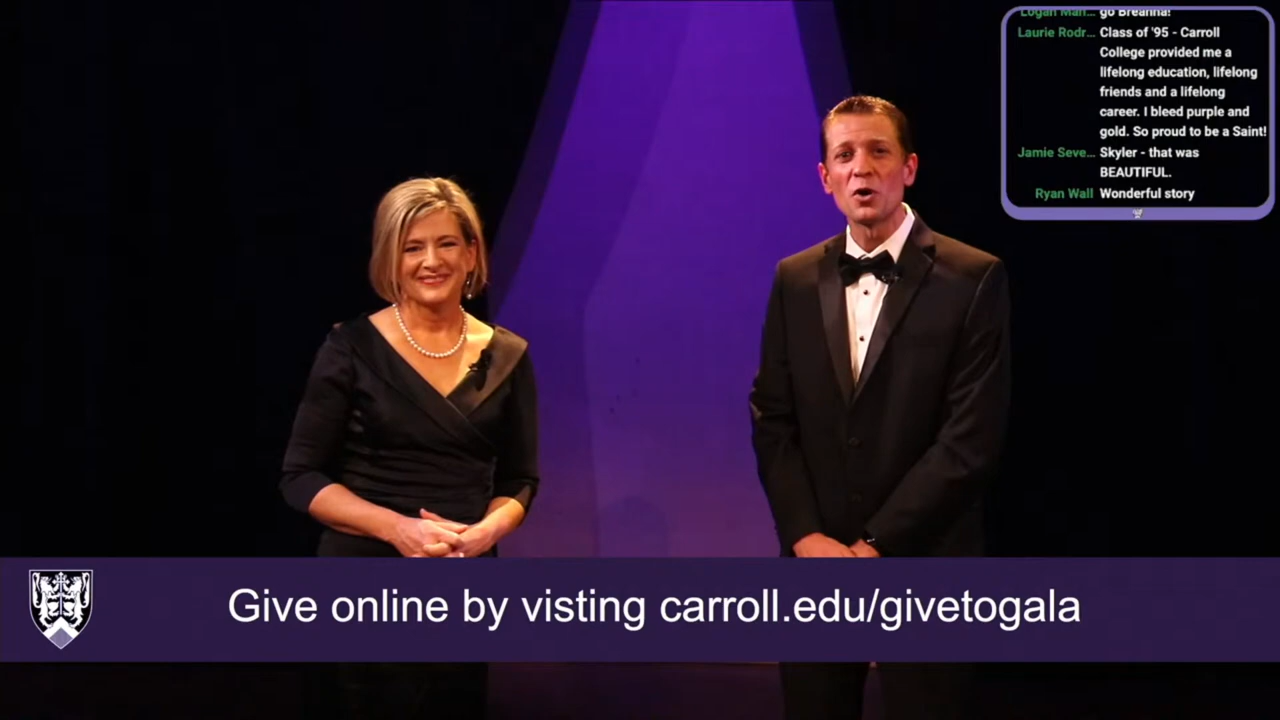 Logan Man... go Breanna!
Laurie Rodr... Class of '95 - Carroll
College provided me a
lifelong education, lifelong
friends and a lifelong
career. I bleed purple and
gold. So proud to be a Saint!
Jamie Seve... Skyler - that was
BEAUTIFUL.
Ryan Wall Wonderful story
Give online by visting carroll.edu/givetogala